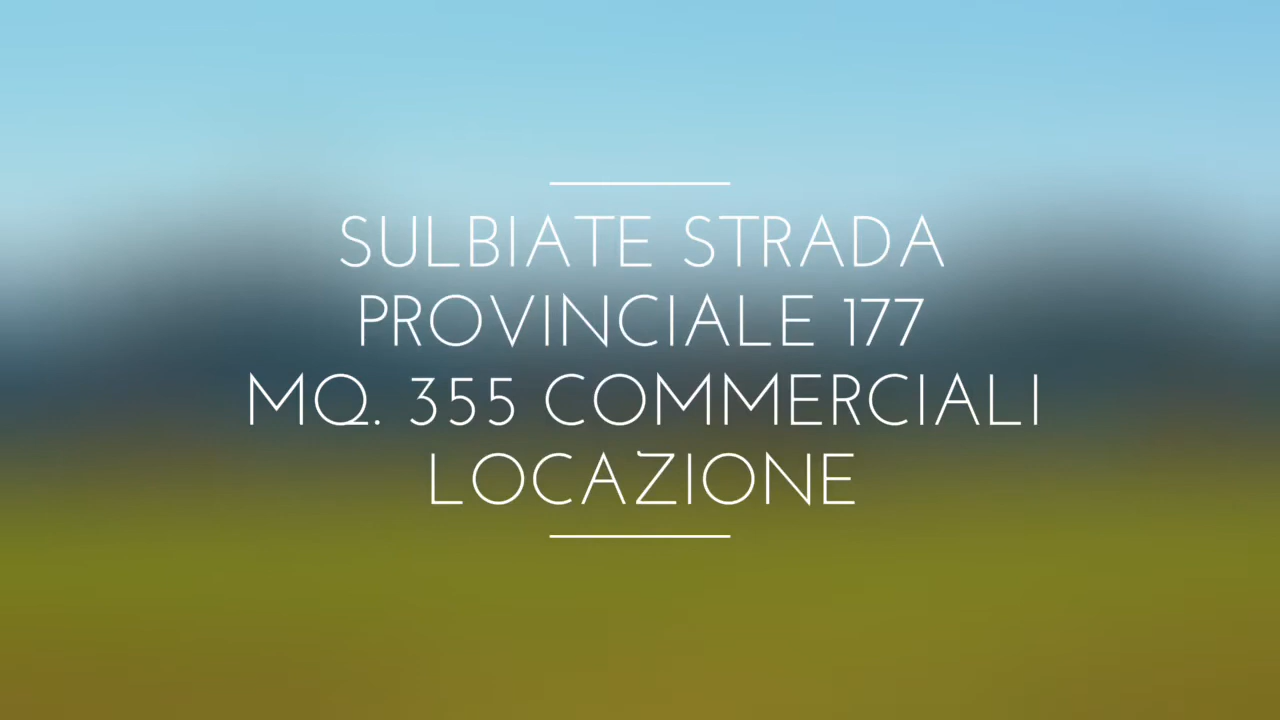 SULBIATE STRADA
PROVINCIALE 177
MQ. 355 COMMERCIALI
LOCAZIONE